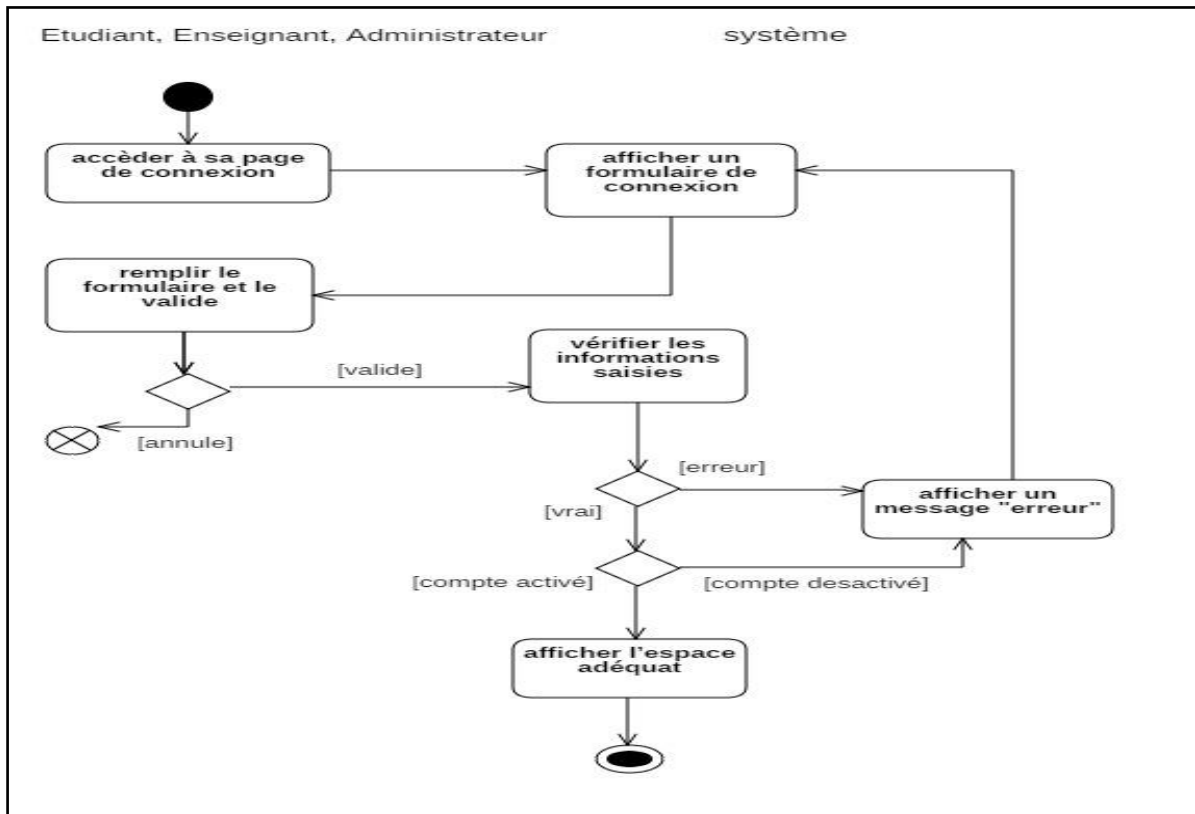 Etudiant, Enseignant, Administrateur
système
accèder à sa page
de connexion
afficher un
formulaire de
connexion
remplir le
formulaire et le
valide
[valide]
vérifier les
informations
saisies
[annule]
[erreur]
afficher un
message "erreur"
[vrai]
[compte activé]
[compte desactivé]
afficher l'espace
adéquat